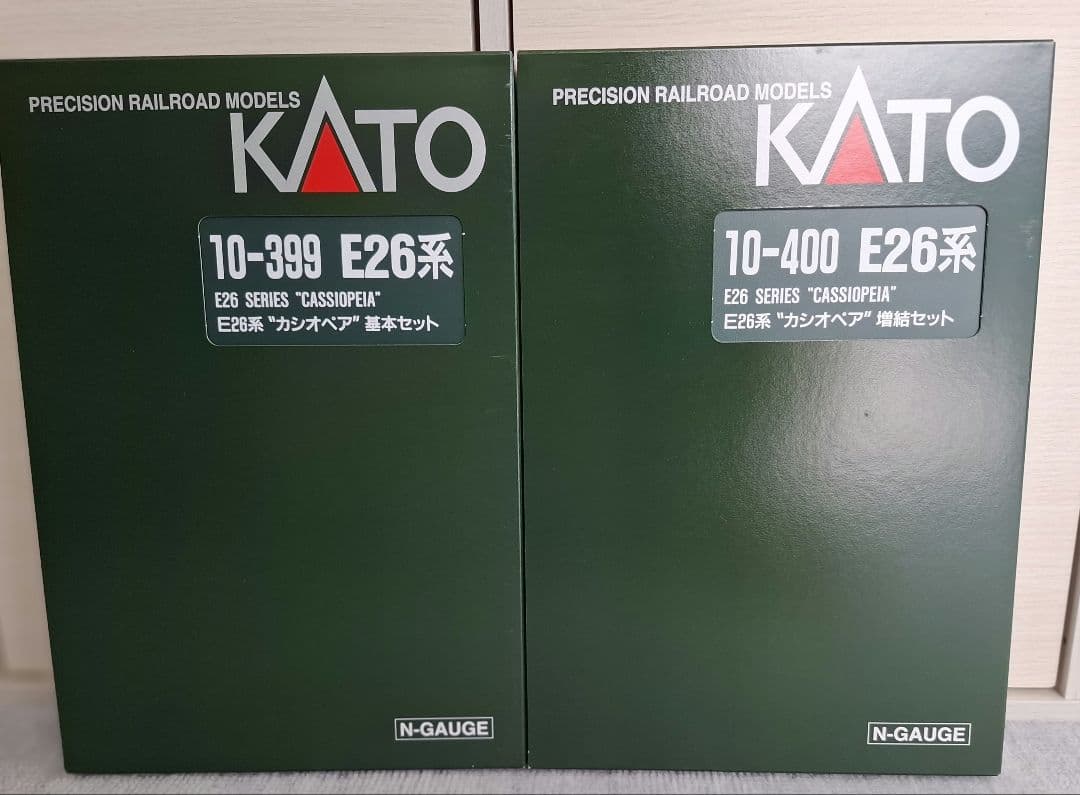 PRECISION RAILROAD MODELS
KATO
10-399 E26系
E26 SERIES "CASSIOPEIA"
E26系 "カシオペア" 基本セット
N-GAUGE
PRECISION RAILROAD MODELS
KATO
10-400 E26系
E26 SERIES "CASSIOPEIA"
E26系 "カシオペア" 増結セット
N-GAUGE